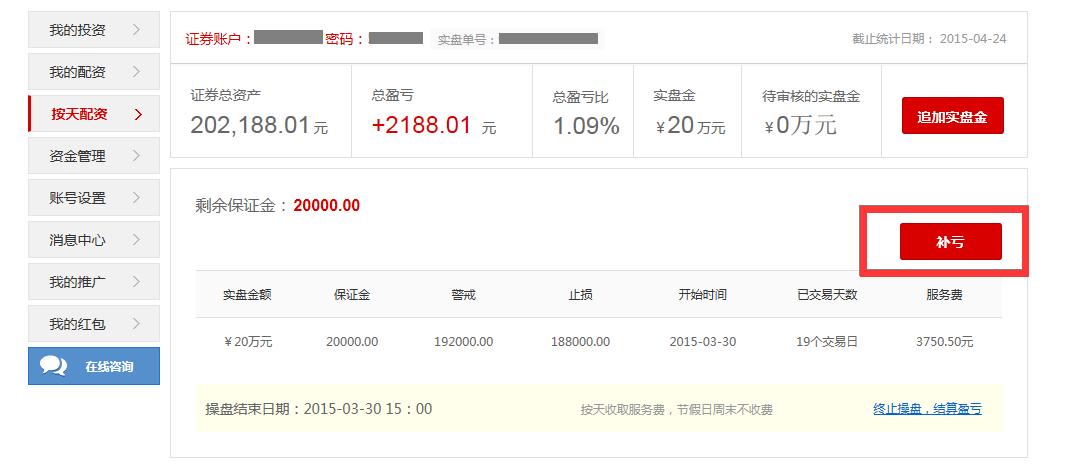 我的投资
我的配资
按天配资
资金管理
账号设置
消息中心
我的推广
我的红包
在线咨询
证券账户： 密码： 实盘单号： 截止统计日期： 2015-04-24
证券总资产 总盈亏 总盈亏比 实盘金 待审核的实盘金
202,188.01元 +2188.01 元 1.09% ¥20万元 ¥0万元 追加实盘金
剩余保证金：20000.00
补亏
实盘金额 保证金 警戒 止损 开始时间 已交易天数 服务费
¥20万元 20000.00 192000.00 188000.00 2015-03-30 19个交易日 3750.50元
操盘结束日期：2015-03-30 15：00 按天收取服务费，节假日周末不收费 终止操盘，结算盈亏